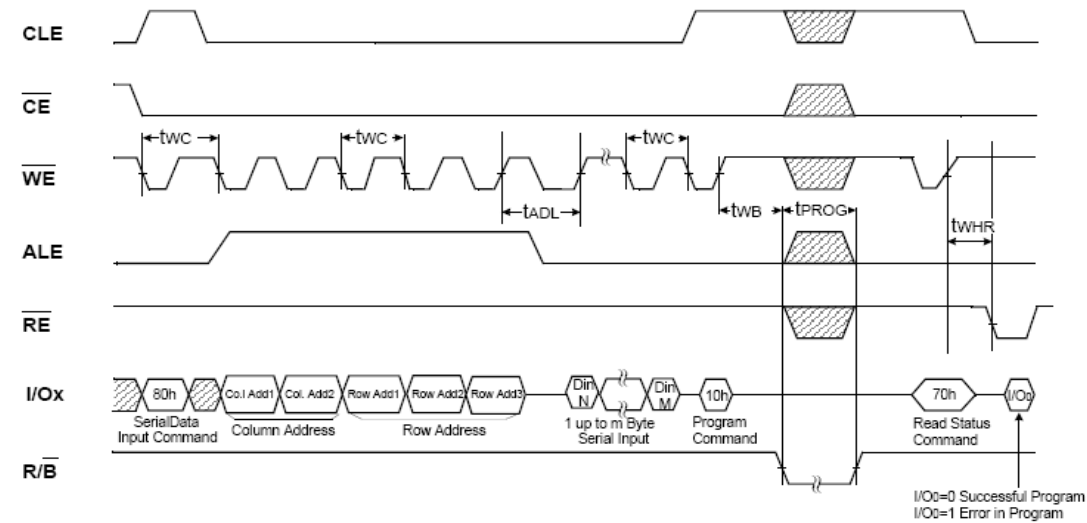 CLE
CE
tWC
tWC
tWC
WE
tADL
tWB
tPROG
tWHR
ALE
RE
I/Ox
80h
Co.l Add1
Col. Add2
Row Add1
Row Add2
Row Add3
Din
N
Din
M
10h
70h
I/O0
SerialData
Input Command
Column Address
Row Address
1 up to m Byte
Serial Input
Program
Command
Read Status
Command
R/B
I/O0=0 Successful Program
I/O0=1 Error in Program